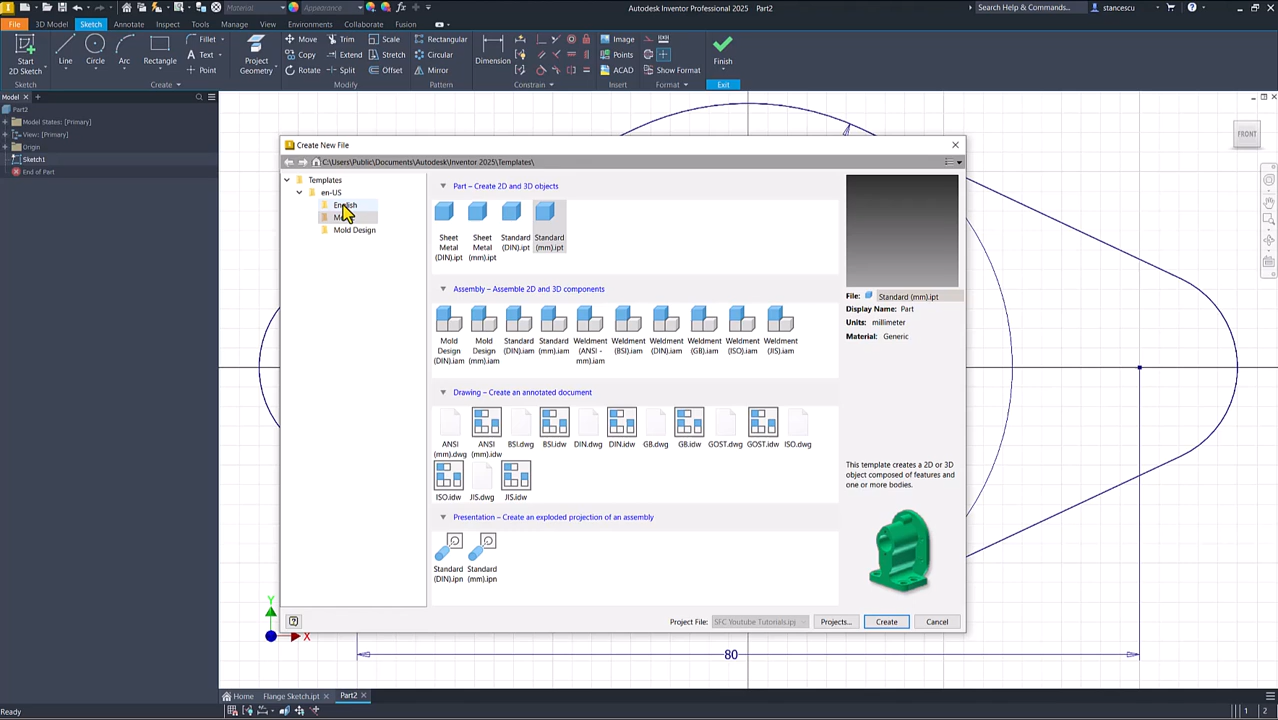 Material
Appearance
Autodesk Inventor Professional 2025 Part2
Search Help & Commands...
stancescu
File 3D Model Sketch Annotate Inspect Tools Manage View Environments Collaborate Fusion
Start
2D Sketch
Line
Circle
Arc
Rectangle
Fillet
Text
Point
Project
Geometry
Move
Copy
Rotate
Trim
Extend
Split
Scale
Stretch
Offset
Rectangular
Circular
Mirror
Dimension
Image
Points
ACAD
Show Format
Finish
Sketch Create Modify Pattern Constrain Insert Format Exit
Model
Part2
Model States: [Primary]
View: [Primary]
Origin
Sketch1
End of Part
FRONT
Create New File
C:\Users\Public\Documents\Autodesk\Inventor 2025\Templates\
Templates
en-US
English
Mold Design
Part – Create 2D and 3D objects
Sheet Metal (DIN).ipt
Sheet Metal (mm).ipt
Standard (DIN).ipt
Standard (mm).ipt
Assembly – Assemble 2D and 3D components
Mold Design (DIN).iam
Mold Design (mm).iam
Standard (DIN).iam
Standard (mm).iam
Weldment (ANSI - mm).iam
Weldment (BSI).iam
Weldment (DIN).iam
Weldment (GB).iam
Weldment (ISO).iam
Weldment (JIS).iam
Drawing – Create an annotated document
ANSI (mm).dwg
ANSI (mm).idw
BSI.dwg
BSI.idw
DIN.dwg
DIN.idw
GB.dwg
GB.idw
GOST.dwg
GOST.idw
ISO.dwg
ISO.idw
JIS.dwg
JIS.idw
Presentation – Create an exploded projection of an assembly
Standard (DIN).ipn
Standard (mm).ipn
File: Standard (mm).ipt
Display Name: Part
Units: millimeter
Material: Generic
This template creates a 2D or 3D
object composed of features and
one or more bodies.
Project File: SFC Youtube Tutorials.ipj
Projects...
Create
Cancel
Y
X
80
Home Flange Sketch.ipt Part2
Ready
1 2